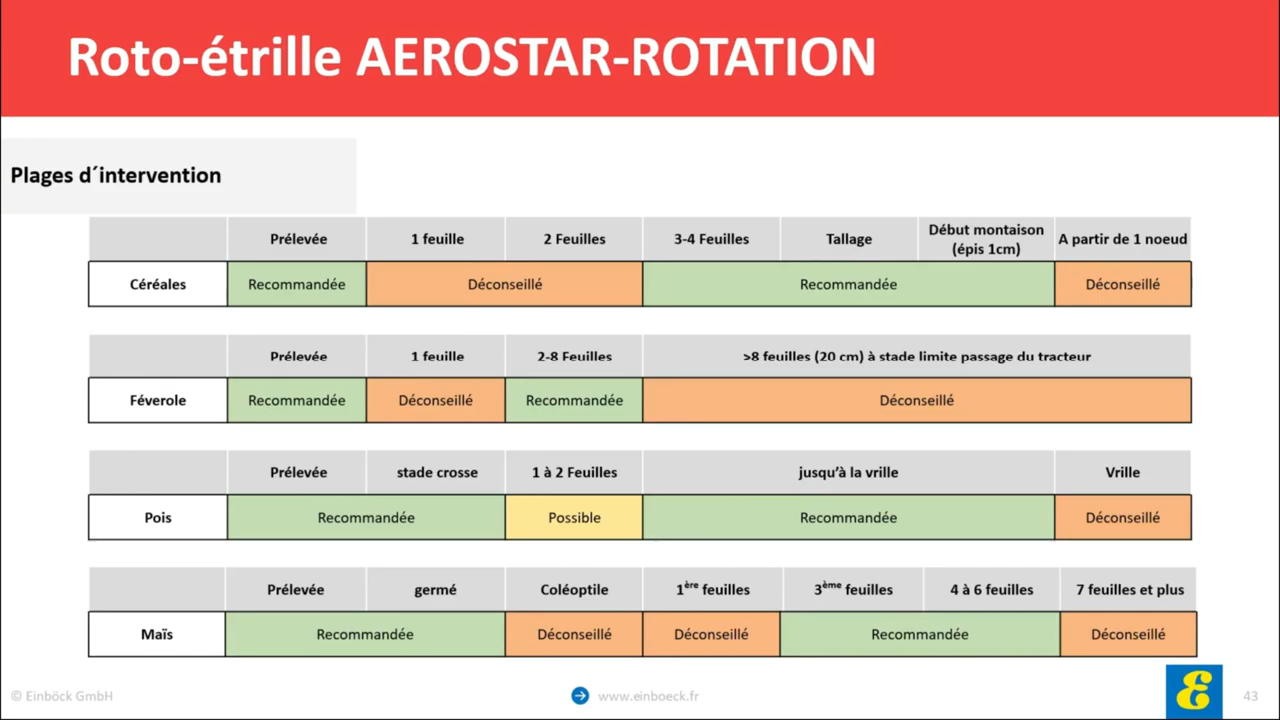 Roto-étrille AEROSTAR-ROTATION
Plages d´intervention
Prélevée 1 feuille 2 Feuilles 3-4 Feuilles Tallage Début montaison (épis 1cm) A partir de 1 noeud
Céréales Recommandée Déconseillé Recommandée Déconseillé
Prélevée 1 feuille 2-8 Feuilles >8 feuilles (20 cm) à stade limite passage du tracteur
Féverole Recommandée Déconseillé Recommandée Déconseillé
Prélevée stade crosse 1 à 2 Feuilles jusqu’à la vrille Vrille
Pois Recommandée Possible Recommandée Déconseillé
Prélevée germé Coléoptile 1ère feuilles 3ème feuilles 4 à 6 feuilles 7 feuilles et plus
Maïs Recommandée Déconseillé Déconseillé Recommandée Déconseillé
© Einböck GmbH www.einboeck.fr E 43